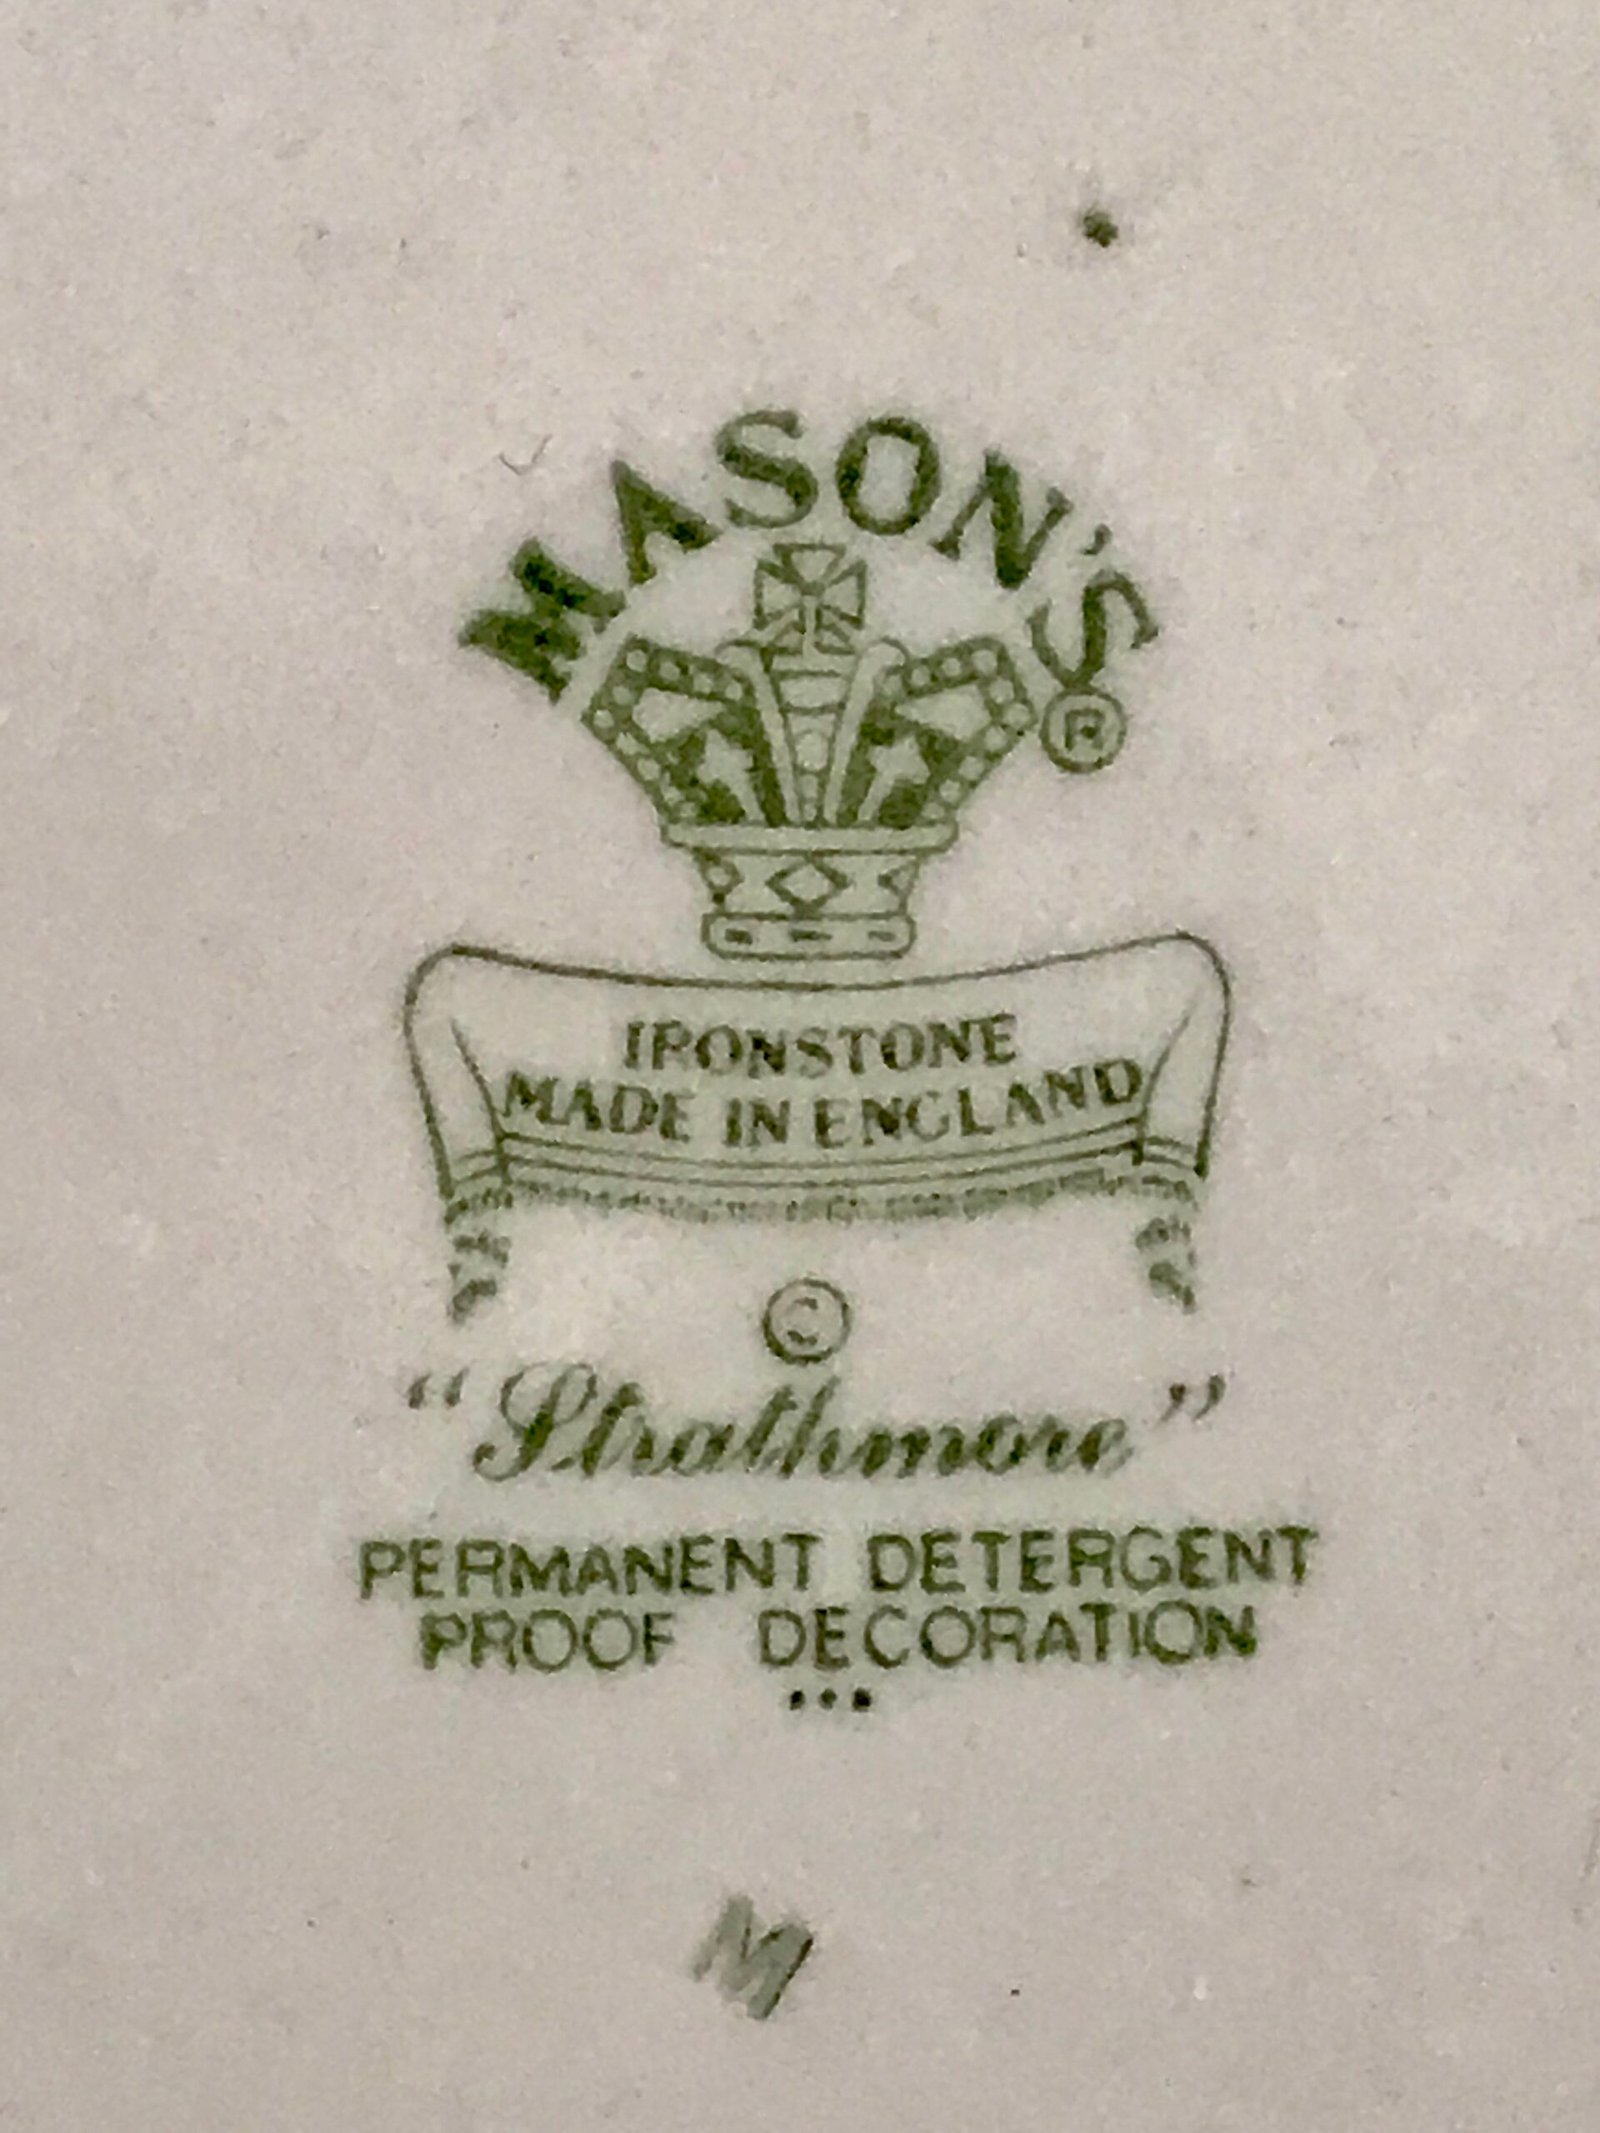 MASON'S
®
IRONSTONE
MADE IN ENGLAND
©
"Strathmore"
PERMANENT DETERGENT
PROOF DECORATION
...
M